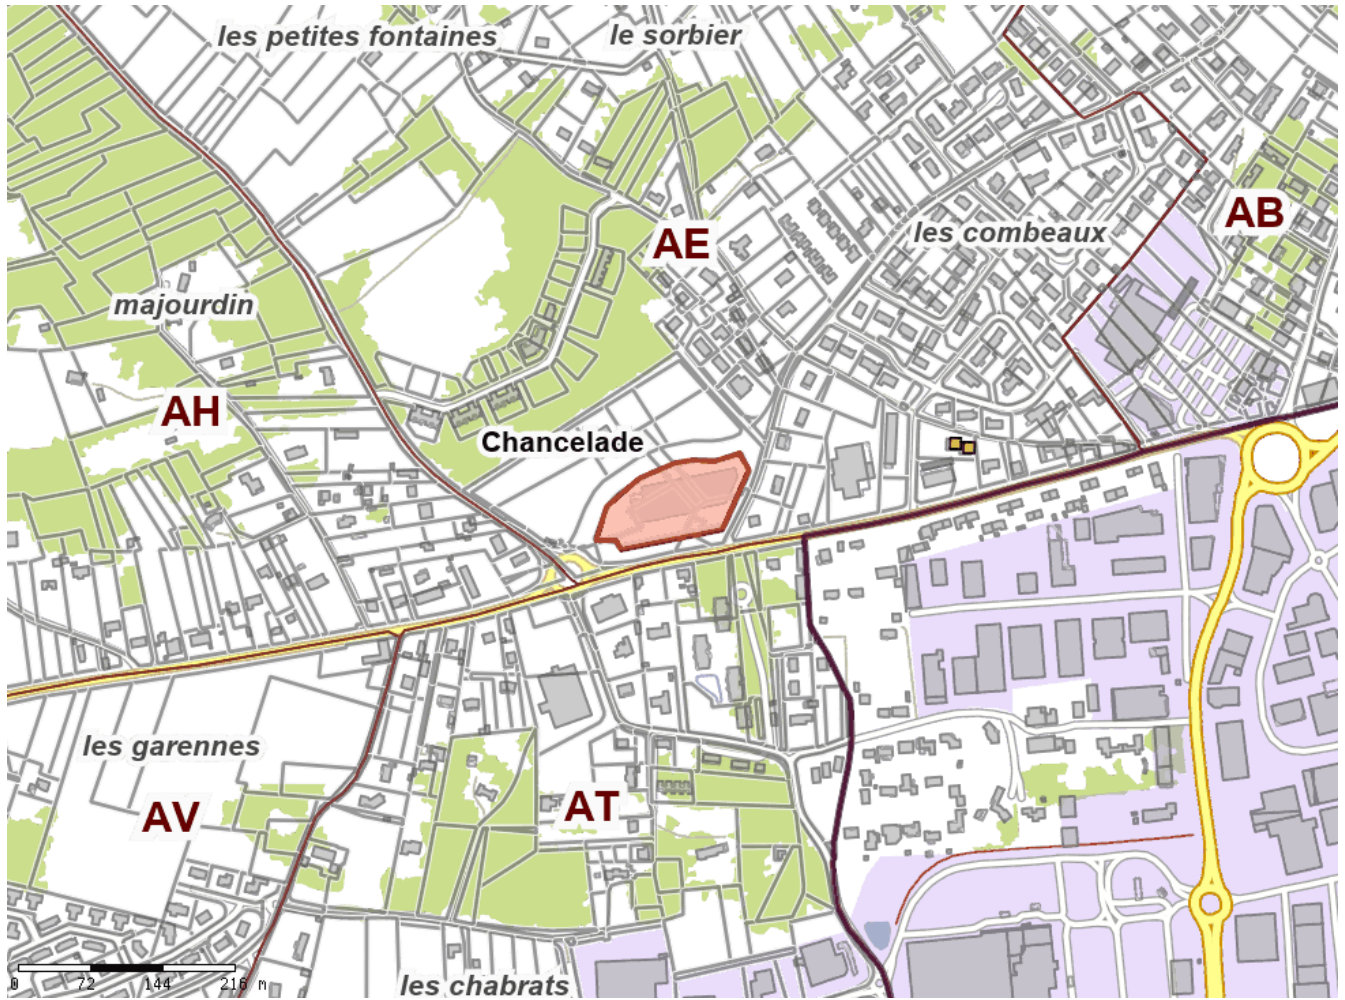 les petites fontaines
le sorbier
AB
les combeaux
AE
majourdin
AH
Chancelade
les garennes
AV
AT
les chabrats
0 72 144 216 m